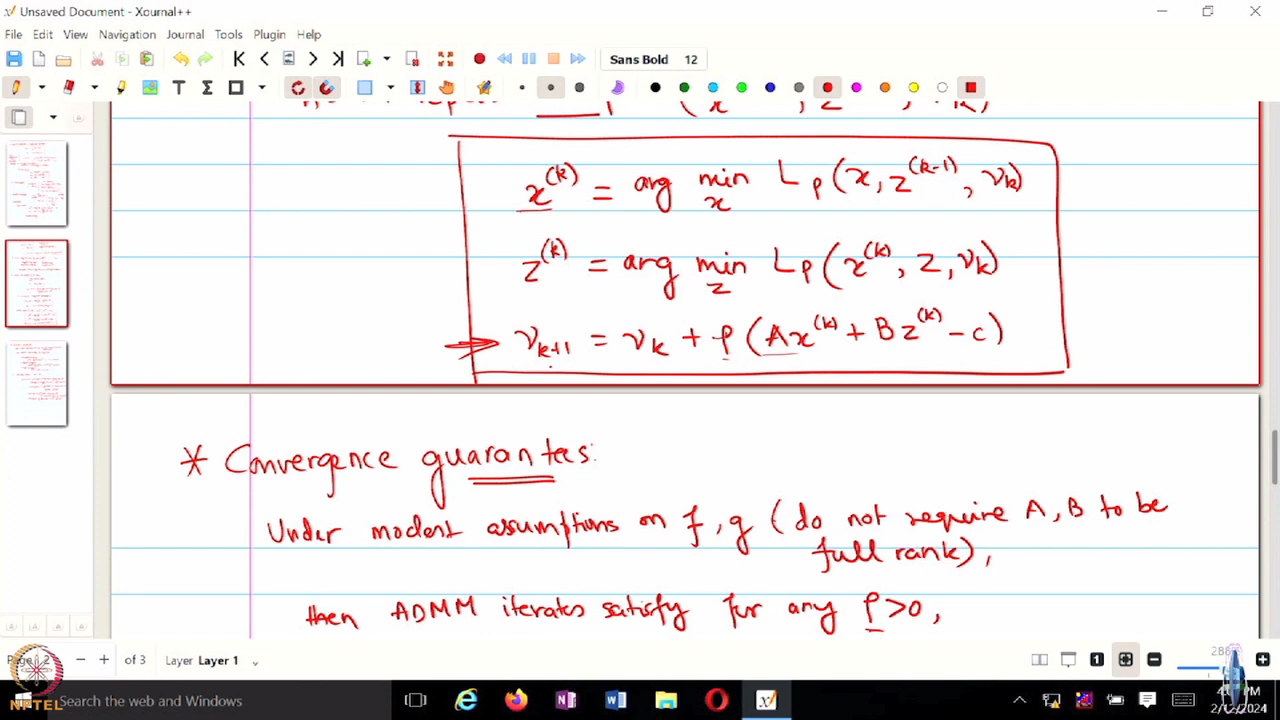 Unsaved Document - Xournal++
File Edit View Navigation Journal Tools Plugin Help
Sans Bold 12
x^(k) = arg min_x L_ρ(x, z^(k-1), ν_k)
z^(k) = arg min_z L_ρ(x^(k), z, ν_k)
ν_{k+1} = ν_k + ρ(Ax^(k) + Bz^(k) - c)
* Convergence guarantees:
Under modest assumptions on f, g (do not require A, B to be
full rank),
then ADMM iterates satisfy for any ρ>0,
of 3 Layer Layer 1
NPTEL
Search the web and Windows